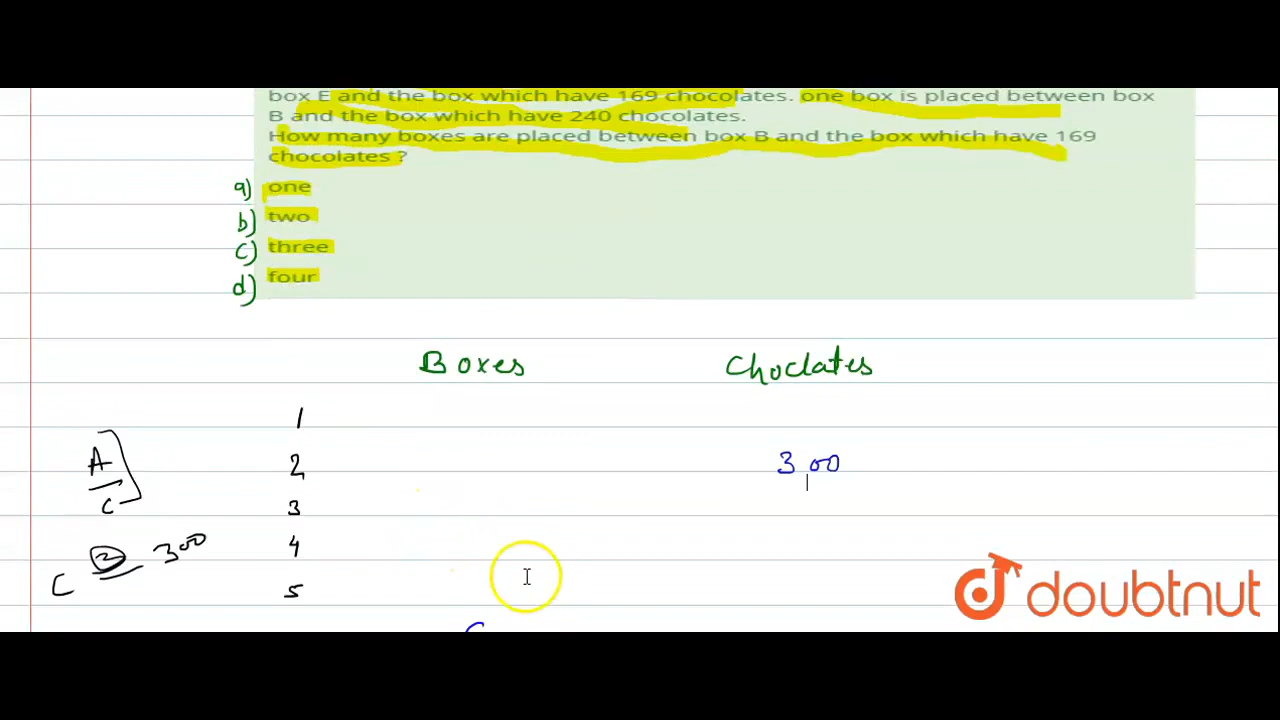 box E and the box which have 169 chocolates. one box is placed between box
B and the box which have 240 chocolates.
How many boxes are placed between box B and the box which have 169
chocolates ?
a) one
b) two
c) three
d) four
Boxes Choclates
1
A 2 300
C 3
2 300 4
C 5
doubtnut